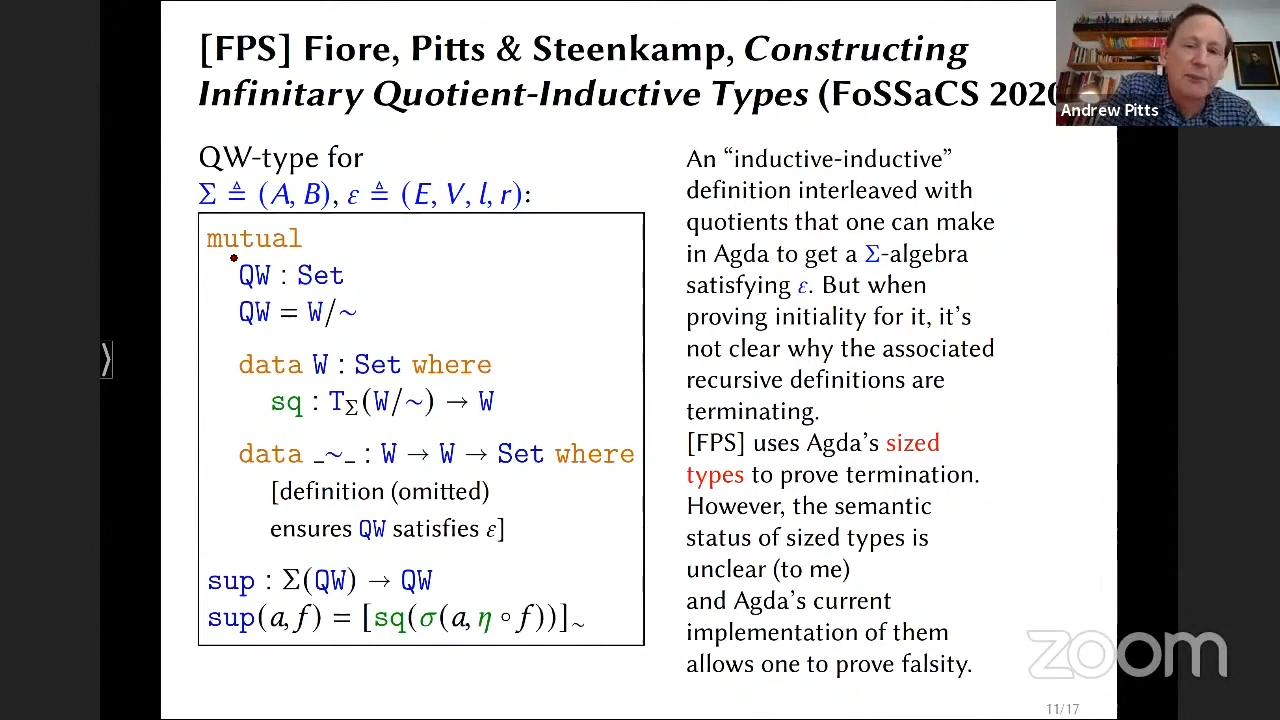 [FPS] Fiore, Pitts & Steenkamp, Constructing
Infinitary Quotient-Inductive Types (FoSSaCS 2020
Andrew Pitts
QW-type for
Σ ≜ (A, B), ε ≜ (E, V, l, r):
mutual
QW : Set
QW = W/∼
data W : Set where
sq : T_Σ(W/∼) → W
data _∼_ : W → W → Set where
[definition (omitted)
ensures QW satisfies ε]
sup : Σ(QW) → QW
sup(a, f) = [sq(σ(a, η ∘ f))]∼
An “inductive-inductive”
definition interleaved with
quotients that one can make
in Agda to get a Σ-algebra
satisfying ε. But when
proving initiality for it, it’s
not clear why the associated
recursive definitions are
terminating.
[FPS] uses Agda’s sized
types to prove termination.
However, the semantic
status of sized types is
unclear (to me)
and Agda’s current
implementation of them
allows one to prove falsity.
zoom
11/17